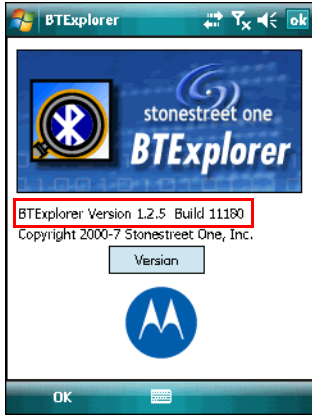 BTExplorer
ok
stonestreet one
BTExplorer
BTExplorer Version 1.2.5 Build 11180
Copyright 2000-7 Stonestreet One, Inc.
Version
OK